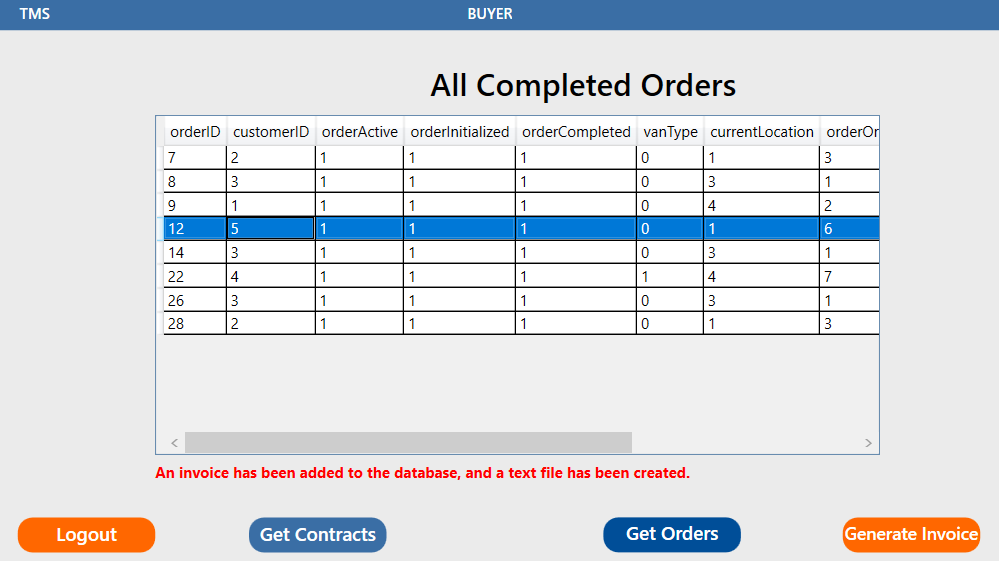 TMS BUYER
All Completed Orders
orderID customerID orderActive orderInitialized orderCompleted vanType currentLocation orderOr
7 2 1 1 1 0 1 3
8 3 1 1 1 0 3 1
9 1 1 1 1 0 4 2
12 5 1 1 1 0 1 6
14 3 1 1 1 0 3 1
22 4 1 1 1 1 4 7
26 3 1 1 1 0 3 1
28 2 1 1 1 0 1 3
An invoice has been added to the database, and a text file has been created.
Logout Get Contracts Get Orders Generate Invoice